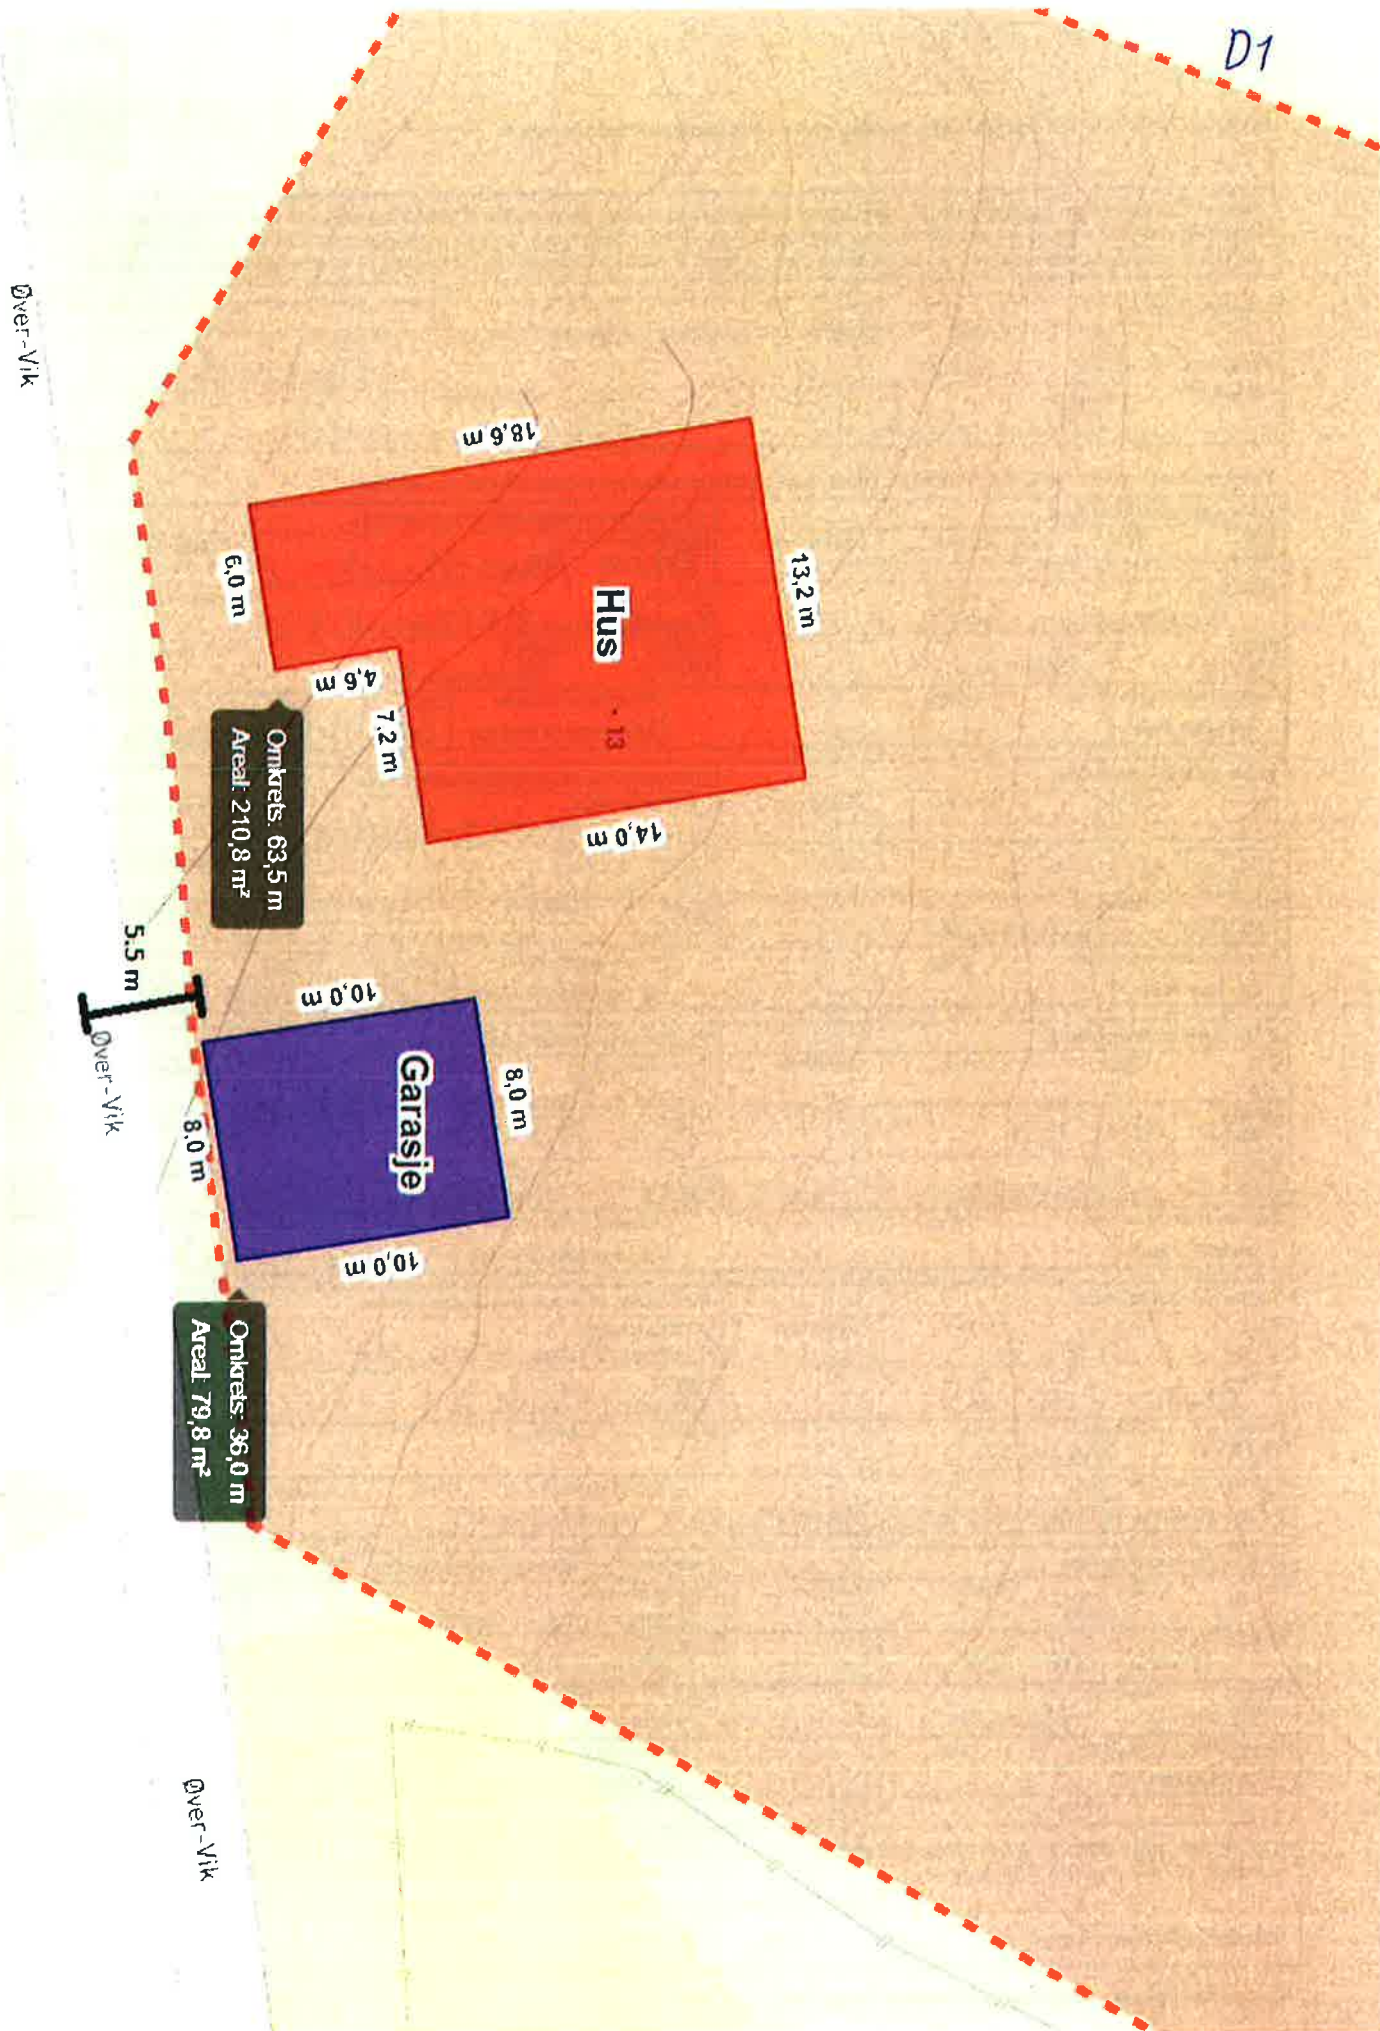 D1
Øver-Vik
18,6 m
13,2 m
6,0 m
Hus
13
4,6 m
7,2 m
14,0 m
Omkrets: 63,5 m
Areal: 210,8 m²
5.5 m
Øver-Vik
10,0 m
8,0 m
Garasje
8,0 m
10,0 m
Omkrets: 36,0 m
Areal: 79,8 m²
Øver-Vik